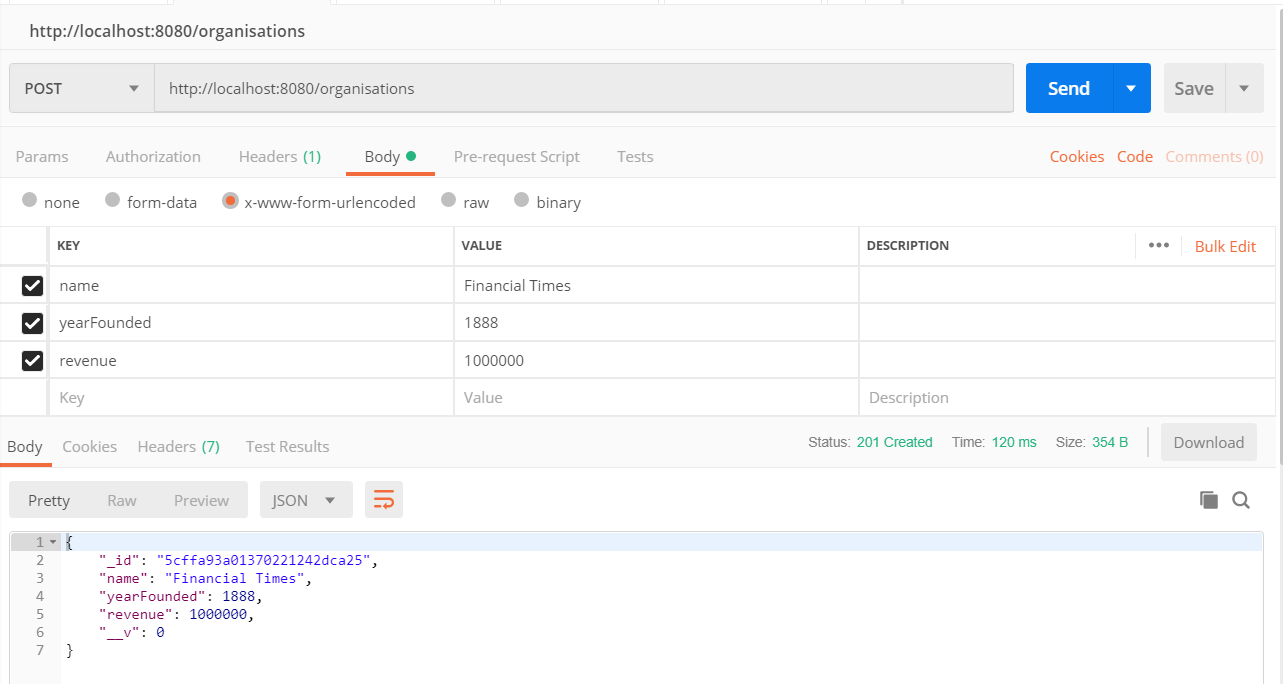 http://localhost:8080/organisations
POST http://localhost:8080/organisations Send Save
Params Authorization Headers (1) Body Pre-request Script Tests Cookies Code Comments (0)
none form-data x-www-form-urlencoded raw binary
KEY VALUE DESCRIPTION ••• Bulk Edit
name Financial Times
yearFounded 1888
revenue 1000000
Key Value Description
Body Cookies Headers (7) Test Results Status: 201 Created Time: 120 ms Size: 354 B Download
Pretty Raw Preview JSON
1 {
2 "_id": "5cffa93a01370221242dca25",
3 "name": "Financial Times",
4 "yearFounded": 1888,
5 "revenue": 1000000,
6 "__v": 0
7 }